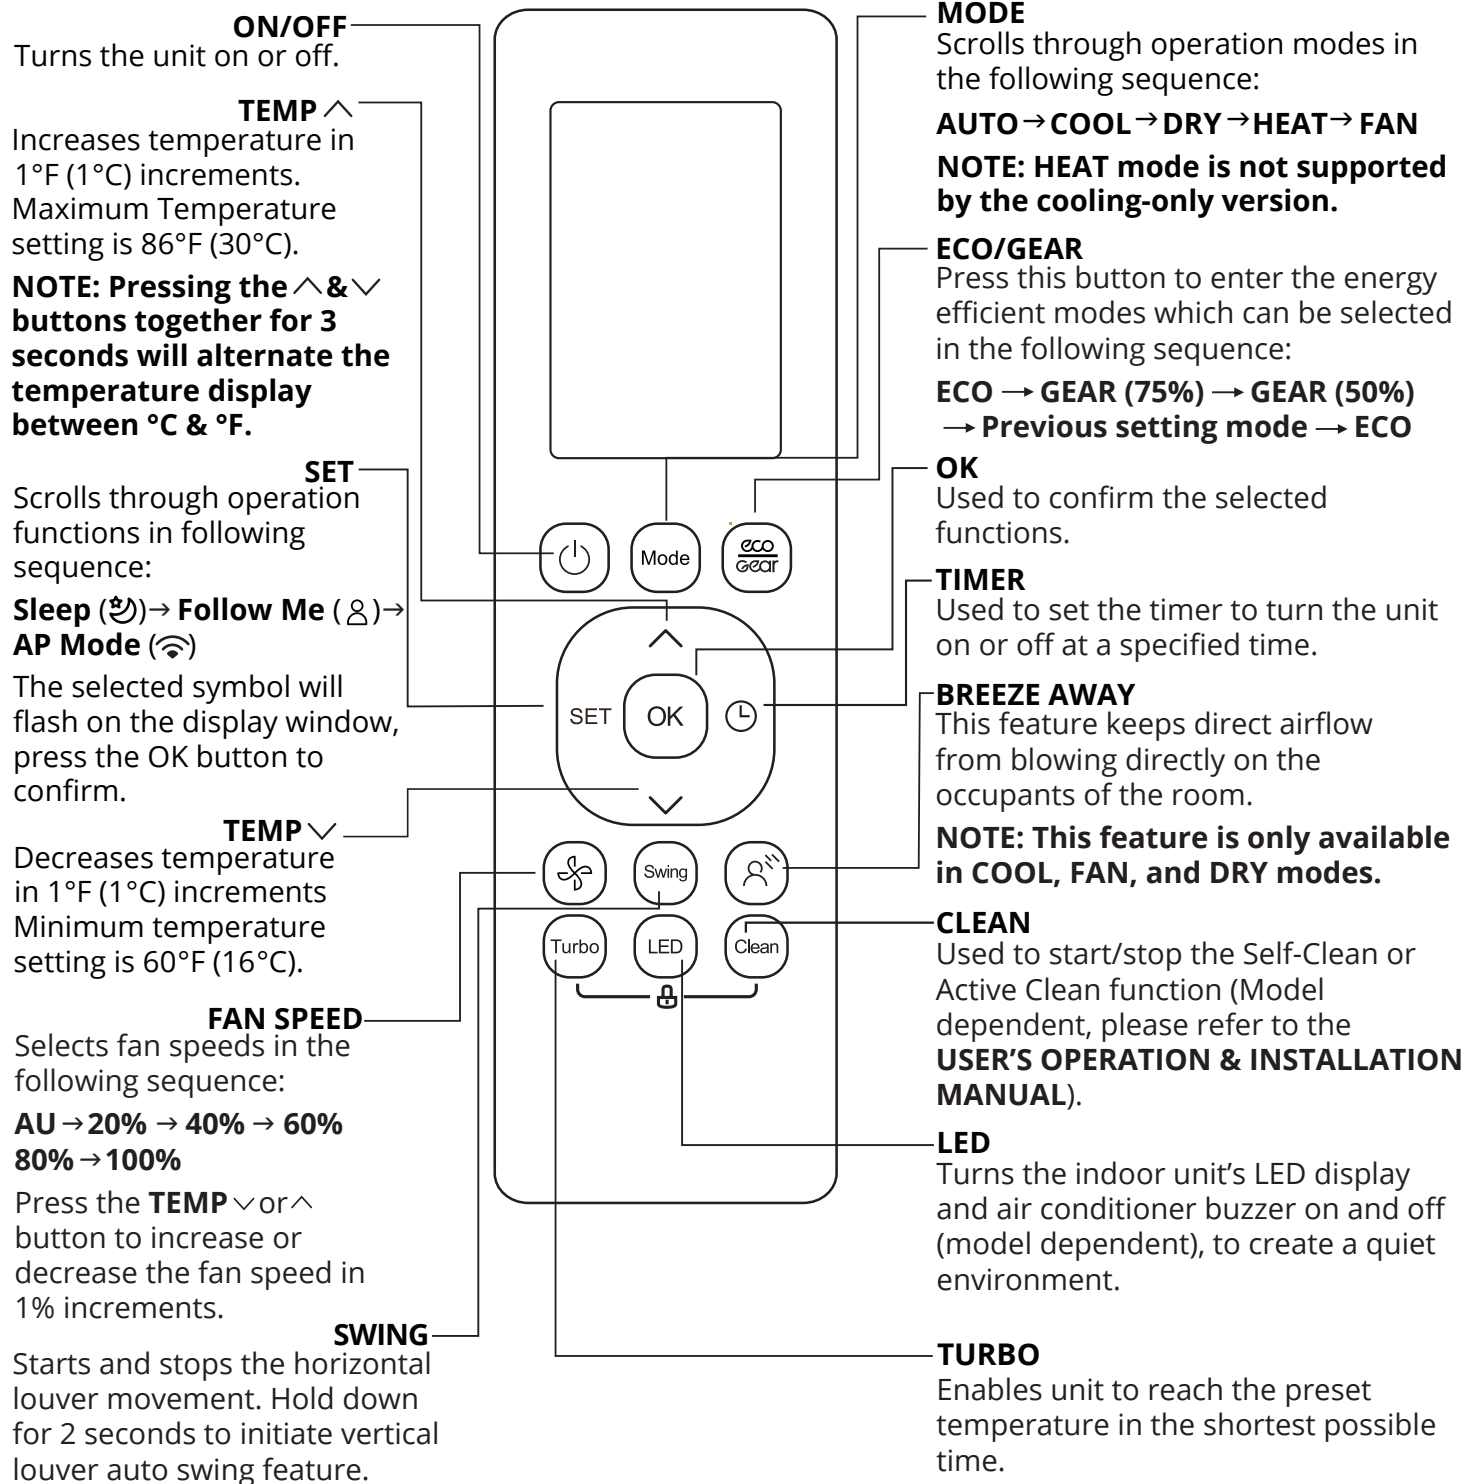 ON/OFF
Turns the unit on or off.
TEMP ︿
Increases temperature in
1°F (1°C) increments.
Maximum Temperature
setting is 86°F (30°C).
NOTE: Pressing the ︿&﹀
buttons together for 3
seconds will alternate the
temperature display
between °C & °F.
SET
Scrolls through operation
functions in following
sequence:
Sleep ()→ Follow Me ()→
AP Mode ()
The selected symbol will
flash on the display window,
press the OK button to
confirm.
TEMP ﹀
Decreases temperature
in 1°F (1°C) increments
Minimum temperature
setting is 60°F (16°C).
FAN SPEED
Selects fan speeds in the
following sequence:
AU → 20% → 40% → 60%
80% → 100%
Press the TEMP ﹀ or ︿
button to increase or
decrease the fan speed in
1% increments.
SWING
Starts and stops the horizontal
louver movement. Hold down
for 2 seconds to initiate vertical
louver auto swing feature.
Mode
eco
Gear
SET
OK
Swing
Turbo
LED
Clean
MODE
Scrolls through operation modes in
the following sequence:
AUTO → COOL → DRY → HEAT → FAN
NOTE: HEAT mode is not supported
by the cooling-only version.
ECO/GEAR
Press this button to enter the energy
efficient modes which can be selected
in the following sequence:
ECO → GEAR (75%) → GEAR (50%)
→ Previous setting mode → ECO
OK
Used to confirm the selected
functions.
TIMER
Used to set the timer to turn the unit
on or off at a specified time.
BREEZE AWAY
This feature keeps direct airflow
from blowing directly on the
occupants of the room.
NOTE: This feature is only available
in COOL, FAN, and DRY modes.
CLEAN
Used to start/stop the Self-Clean or
Active Clean function (Model
dependent, please refer to the
USER’S OPERATION & INSTALLATION
MANUAL).
LED
Turns the indoor unit’s LED display
and air conditioner buzzer on and off
(model dependent), to create a quiet
environment.
TURBO
Enables unit to reach the preset
temperature in the shortest possible
time.